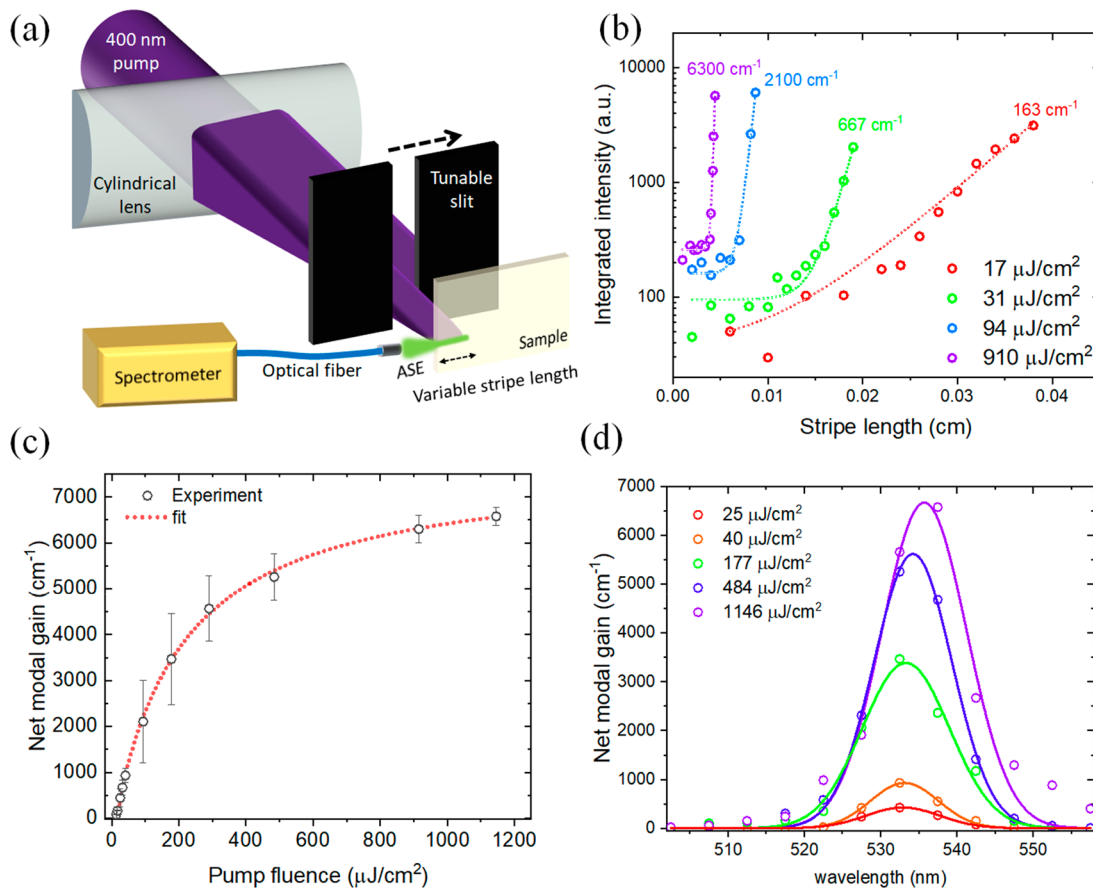 (a)
400 nm
pump
Cylindrical
lens
Tunable
slit
Sample
Spectrometer
Optical fiber
ASE
Variable stripe length
(b)
Integrated intensity (a.u.)
10000
1000
100
6300 cm⁻¹
2100 cm⁻¹
667 cm⁻¹
163 cm⁻¹
17 μJ/cm²
31 μJ/cm²
94 μJ/cm²
910 μJ/cm²
0.00 0.01 0.02 0.03 0.04
Stripe length (cm)
(c)
Net modal gain (cm⁻¹)
7000
6000
5000
4000
3000
2000
1000
0
Experiment
fit
0 200 400 600 800 1000 1200
Pump fluence (μJ/cm²)
(d)
Net modal gain (cm⁻¹)
7000
6000
5000
4000
3000
2000
1000
0
25 μJ/cm²
40 μJ/cm²
177 μJ/cm²
484 μJ/cm²
1146 μJ/cm²
510 520 530 540 550
wavelength (nm)